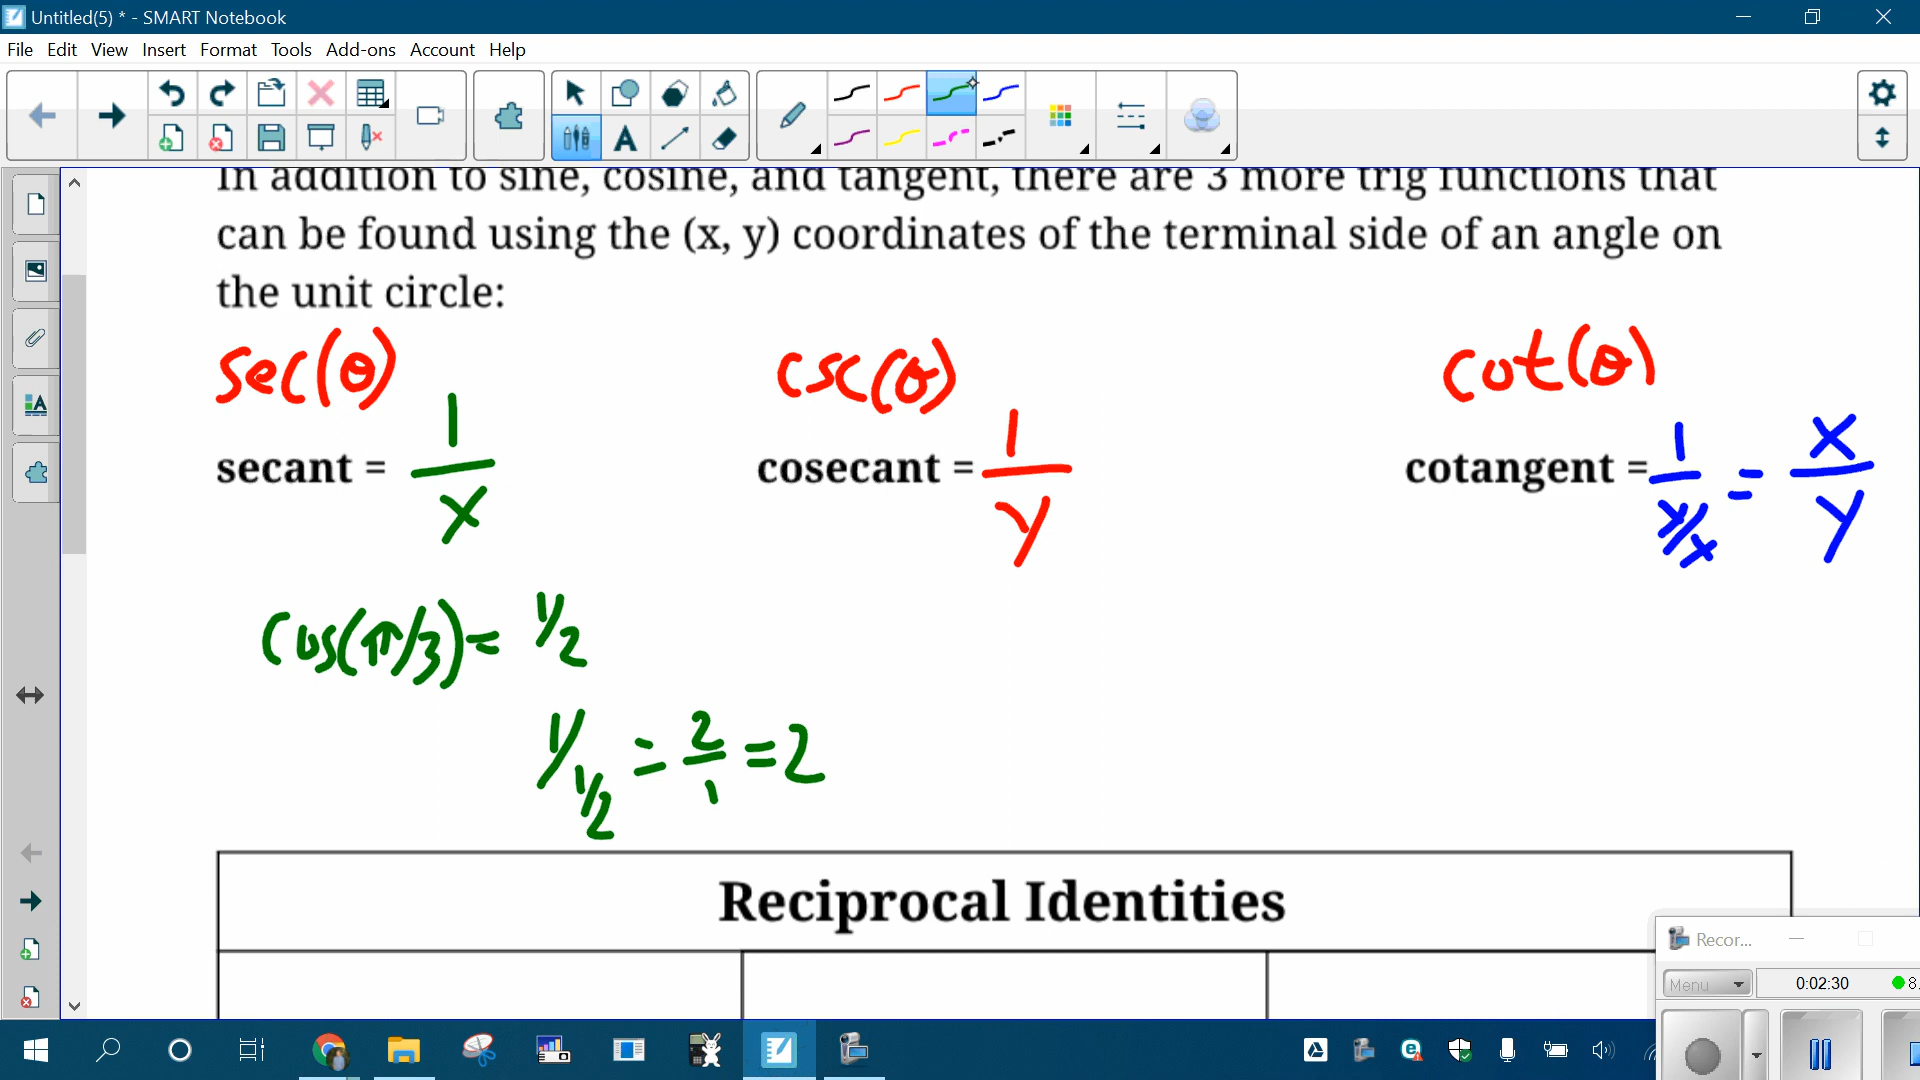 Untitled(5) * - SMART Notebook
File Edit View Insert Format Tools Add-ons Account Help
In addition to sine, cosine, and tangent, there are 3 more trig functions that
can be found using the (x, y) coordinates of the terminal side of an angle on
the unit circle:
sec(θ) csc(θ) cot(θ)
secant = 1/x cosecant = 1/y cotangent = 1/(y/x) = x/y
cos(π/3) = 1/2
1/(1/2) = 2/1 = 2
Reciprocal Identities
Recor...
Menu 0:02:30 8.